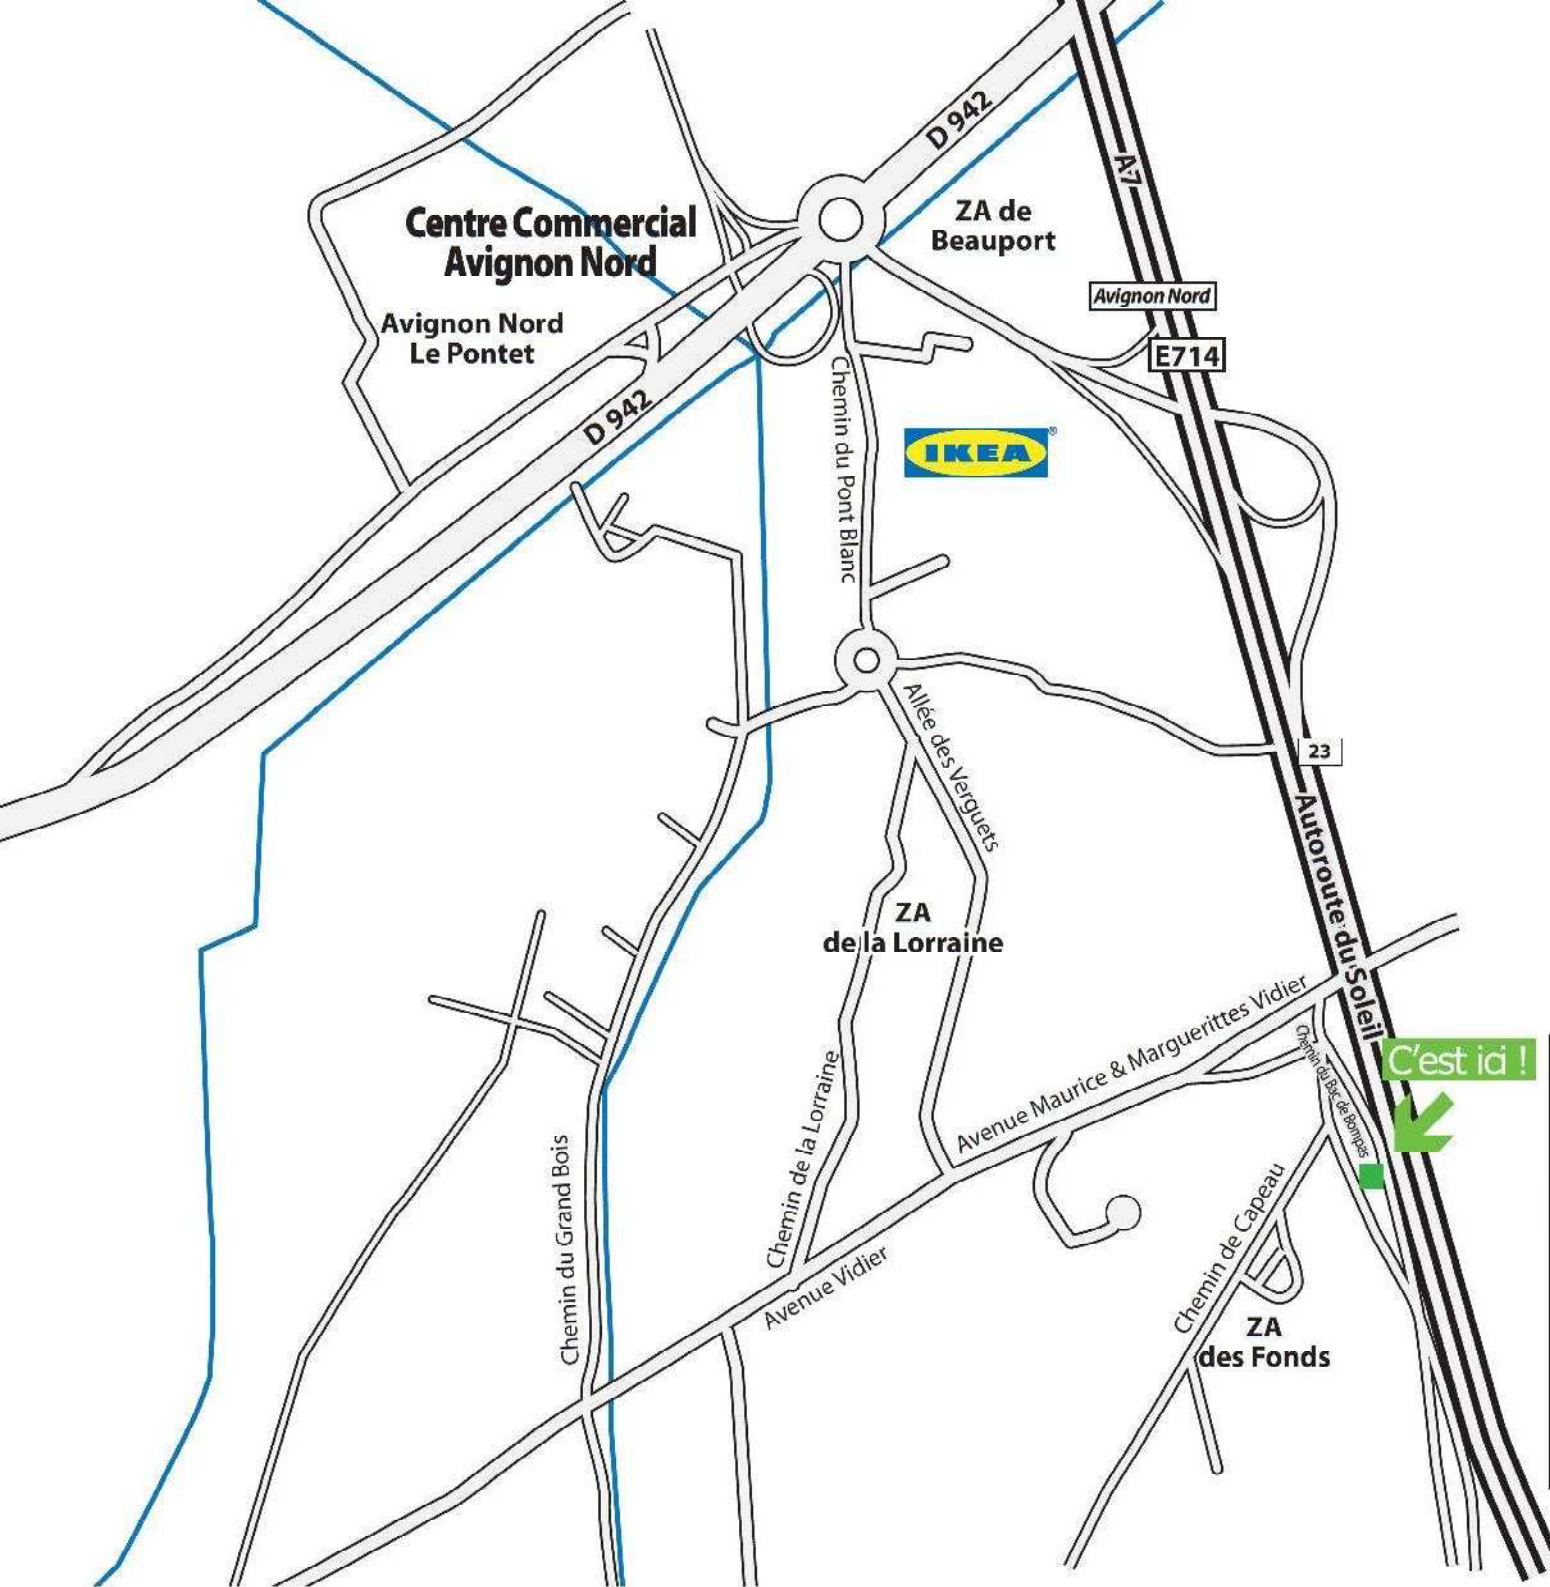 D 942
A7
ZA de
Beauport
Centre Commercial
Avignon Nord
Avignon Nord
E714
Avignon Nord
Le Pontet
D 942
Chemin du Pont Blanc
IKEA
®
Allée des Verguets
23
Autoroute du Soleil
ZA
de la Lorraine
Avenue Maurice & Marguerittes Vidier
Chemin du Bac de Bompas
C'est ici !
Chemin de la Lorraine
Chemin du Grand Bois
Chemin de Capeau
Avenue Vidier
ZA
des Fonds